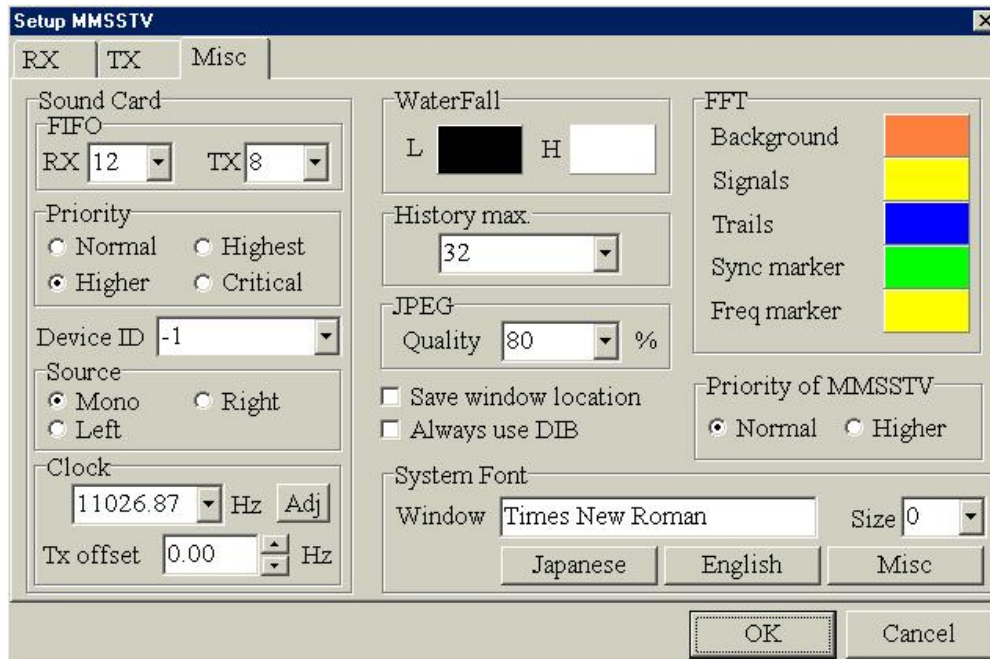 Setup MMSSTV
RX
TX
Misc
Sound Card
FIFO
RX 12
TX 8
Priority
Normal
Highest
Higher
Critical
Device ID -1
Source
Mono
Right
Left
Clock
11026.87 Hz Adj
Tx offset 0.00 Hz
WaterFall
L
H
History max.
32
JPEG
Quality 80 %
Save window location
Always use DIB
FFT
Background
Signals
Trails
Sync marker
Freq marker
Priority of MMSSTV
Normal
Higher
System Font
Window Times New Roman
Size 0
Japanese
English
Misc
OK
Cancel